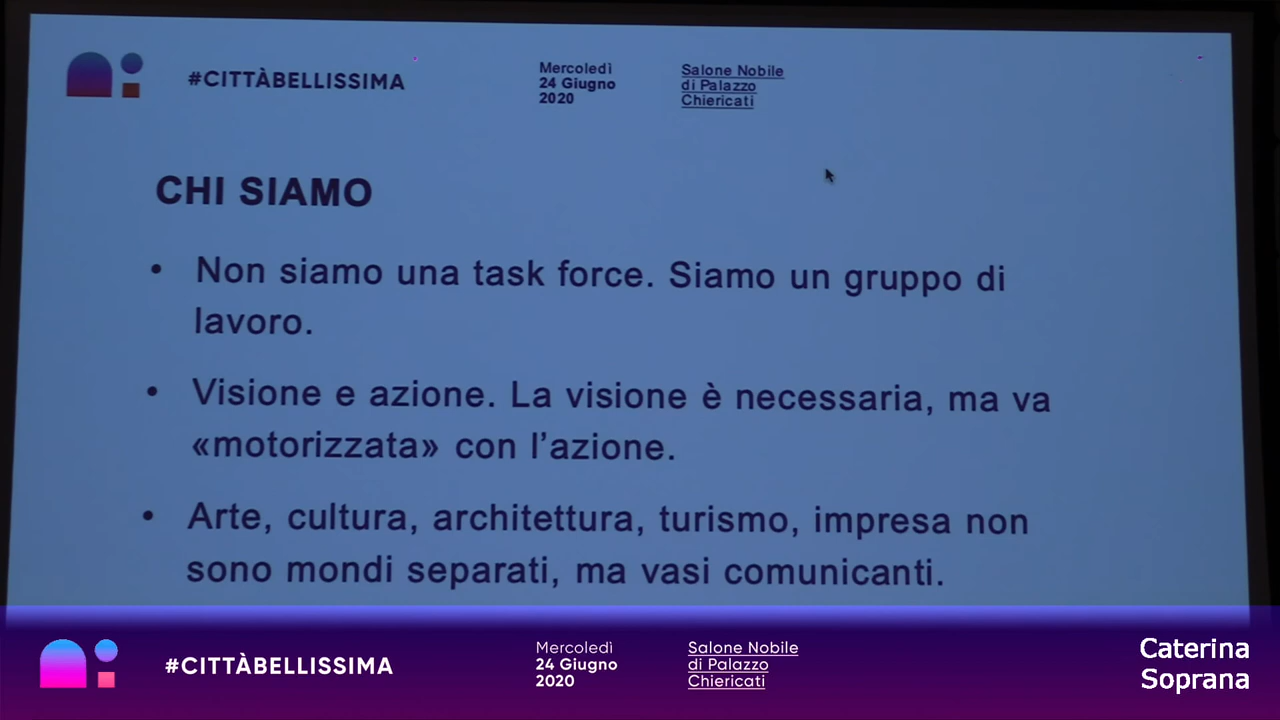 #CITTÀBELLISSIMA
Mercoledì
24 Giugno
2020
Salone Nobile
di Palazzo
Chiericati
CHI SIAMO
• Non siamo una task force. Siamo un gruppo di
lavoro.
• Visione e azione. La visione è necessaria, ma va
«motorizzata» con l'azione.
• Arte, cultura, architettura, turismo, impresa non
sono mondi separati, ma vasi comunicanti.
#CITTÀBELLISSIMA
Mercoledì
24 Giugno
2020
Salone Nobile
di Palazzo
Chiericati
Caterina
Soprana